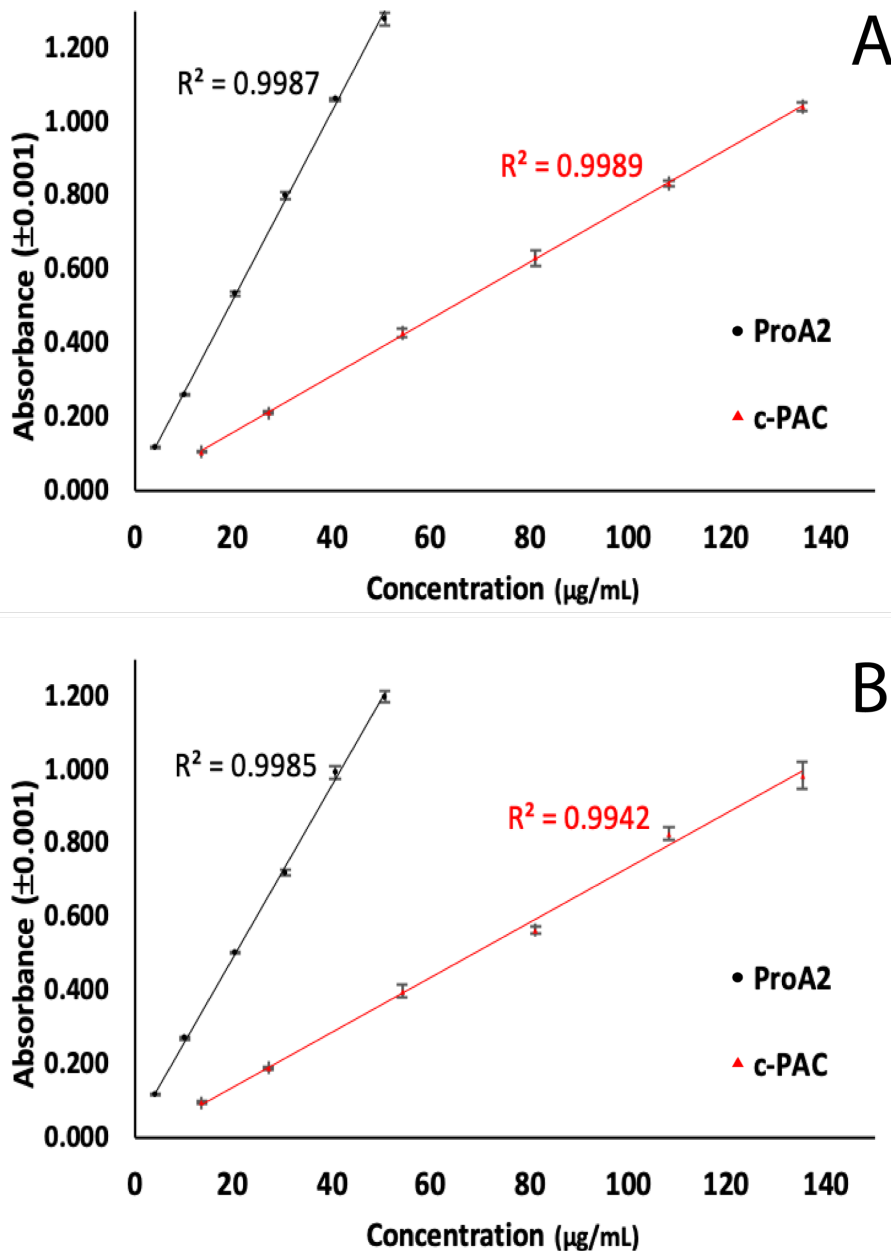 A
1.200
R² = 0.9987
1.000
R² = 0.9989
0.800
0.600
0.400
0.200
0.000
Absorbance (±0.001)
ProA2
c-PAC
0 20 40 60 80 100 120 140
Concentration (µg/mL)
B
1.200
R² = 0.9985
1.000
R² = 0.9942
0.800
0.600
0.400
0.200
0.000
Absorbance (±0.001)
ProA2
c-PAC
0 20 40 60 80 100 120 140
Concentration (µg/mL)